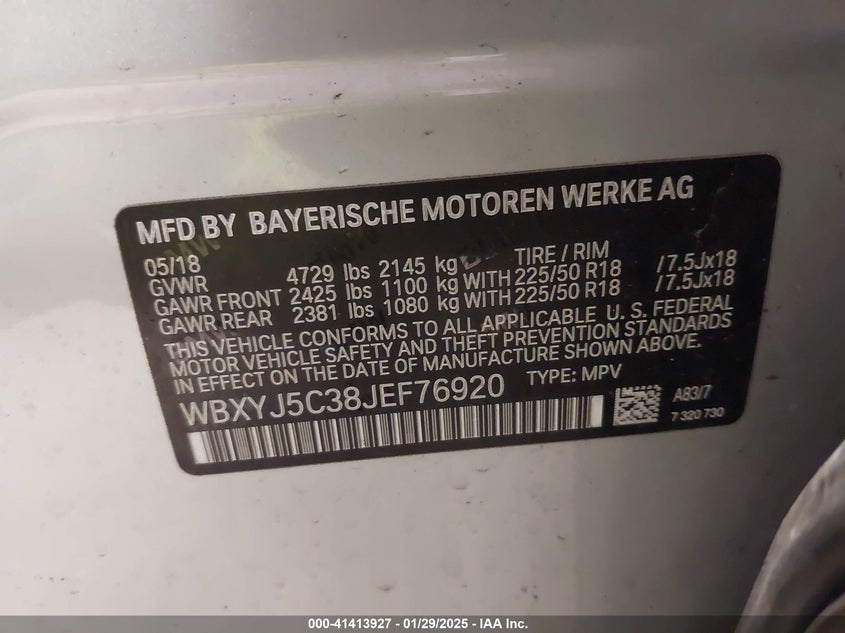 MFD BY BAYERISCHE MOTOREN WERKE AG
05/18 TIRE / RIM
GVWR 4729 lbs 2145 kg
GAWR FRONT 2425 lbs 1100 kg WITH 225/50 R18 / 7.5Jx18
GAWR REAR 2381 lbs 1080 kg WITH 225/50 R18 / 7.5Jx18
THIS VEHICLE CONFORMS TO ALL APPLICABLE U. S. FEDERAL
MOTOR VEHICLE SAFETY AND THEFT PREVENTION STANDARDS
IN EFFECT ON THE DATE OF MANUFACTURE SHOWN ABOVE.
WBXYJ5C38JEF76920 TYPE: MPV
A83/7
7 320 730
000-41413927 - 01/29/2025 - IAA Inc.